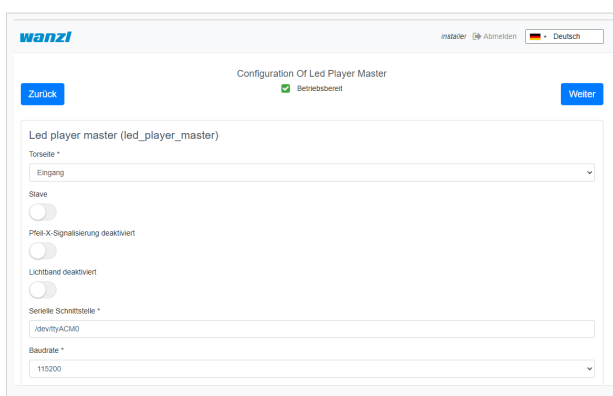 wanzl
installer Abmelden Deutsch
Configuration Of Led Player Master
Zurück Betriebsbereit Weiter
Led player master (led_player_master)
Torseite *
Eingang
Slave
Pfeil-X-Signalisierung deaktiviert
Lichtband deaktiviert
Serielle Schnittstelle *
/dev/ttyACM0
Baudrate *
115200